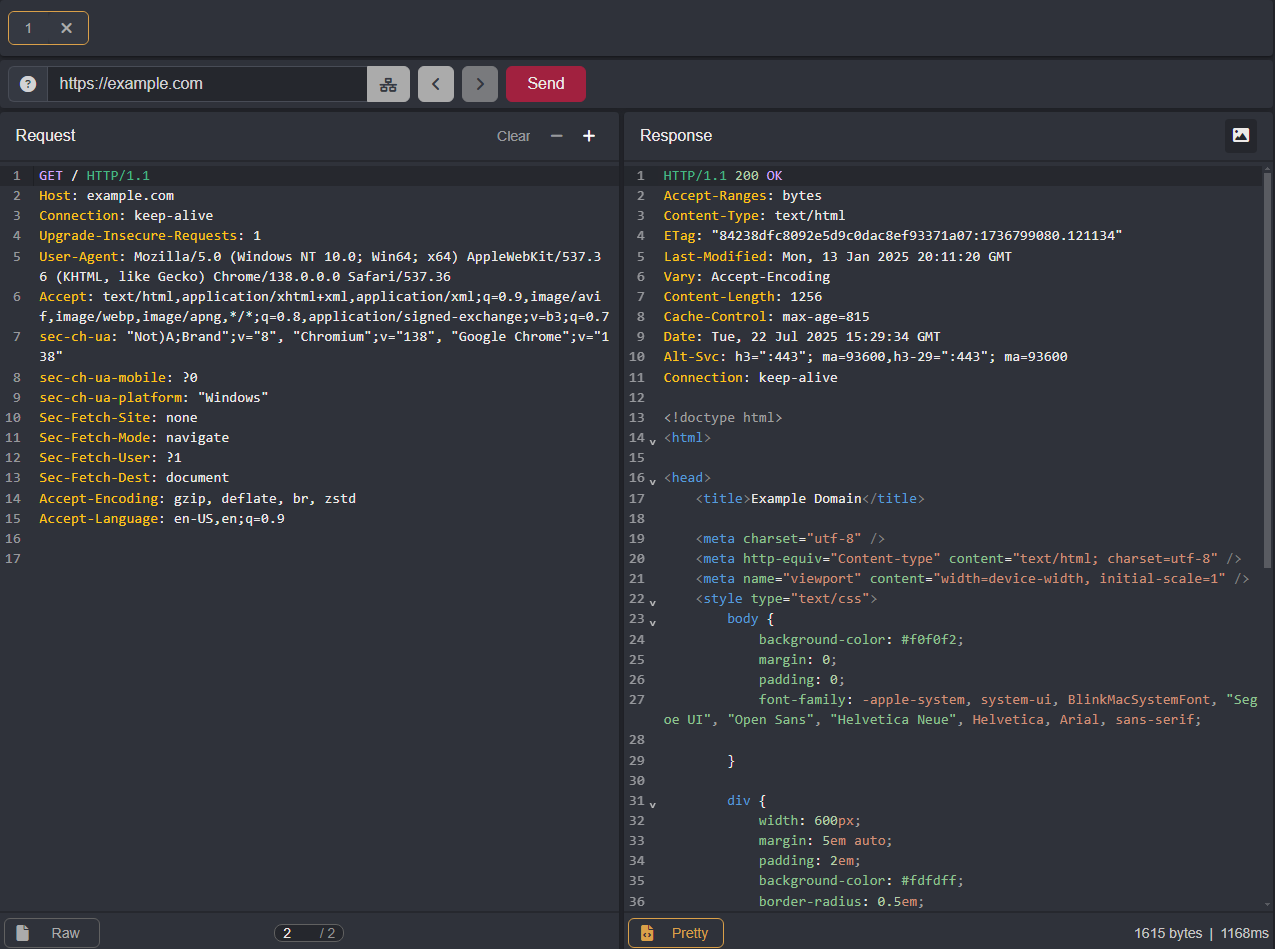 1
https://example.com
Send
Request
Clear
1 GET / HTTP/1.1
2 Host: example.com
3 Connection: keep-alive
4 Upgrade-Insecure-Requests: 1
5 User-Agent: Mozilla/5.0 (Windows NT 10.0; Win64; x64) AppleWebKit/537.3
6 (KHTML, like Gecko) Chrome/138.0.0.0 Safari/537.36
6 Accept: text/html,application/xhtml+xml,application/xml;q=0.9,image/avi
f,image/webp,image/apng,*/*;q=0.8,application/signed-exchange;v=b3;q=0.7
7 sec-ch-ua: "Not)A;Brand";v="8", "Chromium";v="138", "Google Chrome";v="1
38"
8 sec-ch-ua-mobile: ?0
9 sec-ch-ua-platform: "Windows"
10 Sec-Fetch-Site: none
11 Sec-Fetch-Mode: navigate
12 Sec-Fetch-User: ?1
13 Sec-Fetch-Dest: document
14 Accept-Encoding: gzip, deflate, br, zstd
15 Accept-Language: en-US,en;q=0.9
16
17
Raw
2 / 2
Response
1 HTTP/1.1 200 OK
2 Accept-Ranges: bytes
3 Content-Type: text/html
4 ETag: "84238dfc8092e5d9c0dac8ef93371a07:1736799080.121134"
5 Last-Modified: Mon, 13 Jan 2025 20:11:20 GMT
6 Vary: Accept-Encoding
7 Content-Length: 1256
8 Cache-Control: max-age=815
9 Date: Tue, 22 Jul 2025 15:29:34 GMT
10 Alt-Svc: h3=":443"; ma=93600,h3-29=":443"; ma=93600
11 Connection: keep-alive
12
13 <!doctype html>
14 <html>
15
16 <head>
17 <title>Example Domain</title>
18
19 <meta charset="utf-8" />
20 <meta http-equiv="Content-type" content="text/html; charset=utf-8" />
21 <meta name="viewport" content="width=device-width, initial-scale=1" />
22 <style type="text/css">
23 body {
24 background-color: #f0f0f2;
25 margin: 0;
26 padding: 0;
27 font-family: -apple-system, system-ui, BlinkMacSystemFont, "Seg
oe UI", "Open Sans", "Helvetica Neue", Helvetica, Arial, sans-serif;
28
29 }
30
31 div {
32 width: 600px;
33 margin: 5em auto;
34 padding: 2em;
35 background-color: #fdfdff;
36 border-radius: 0.5em;
Pretty
1615 bytes | 1168ms